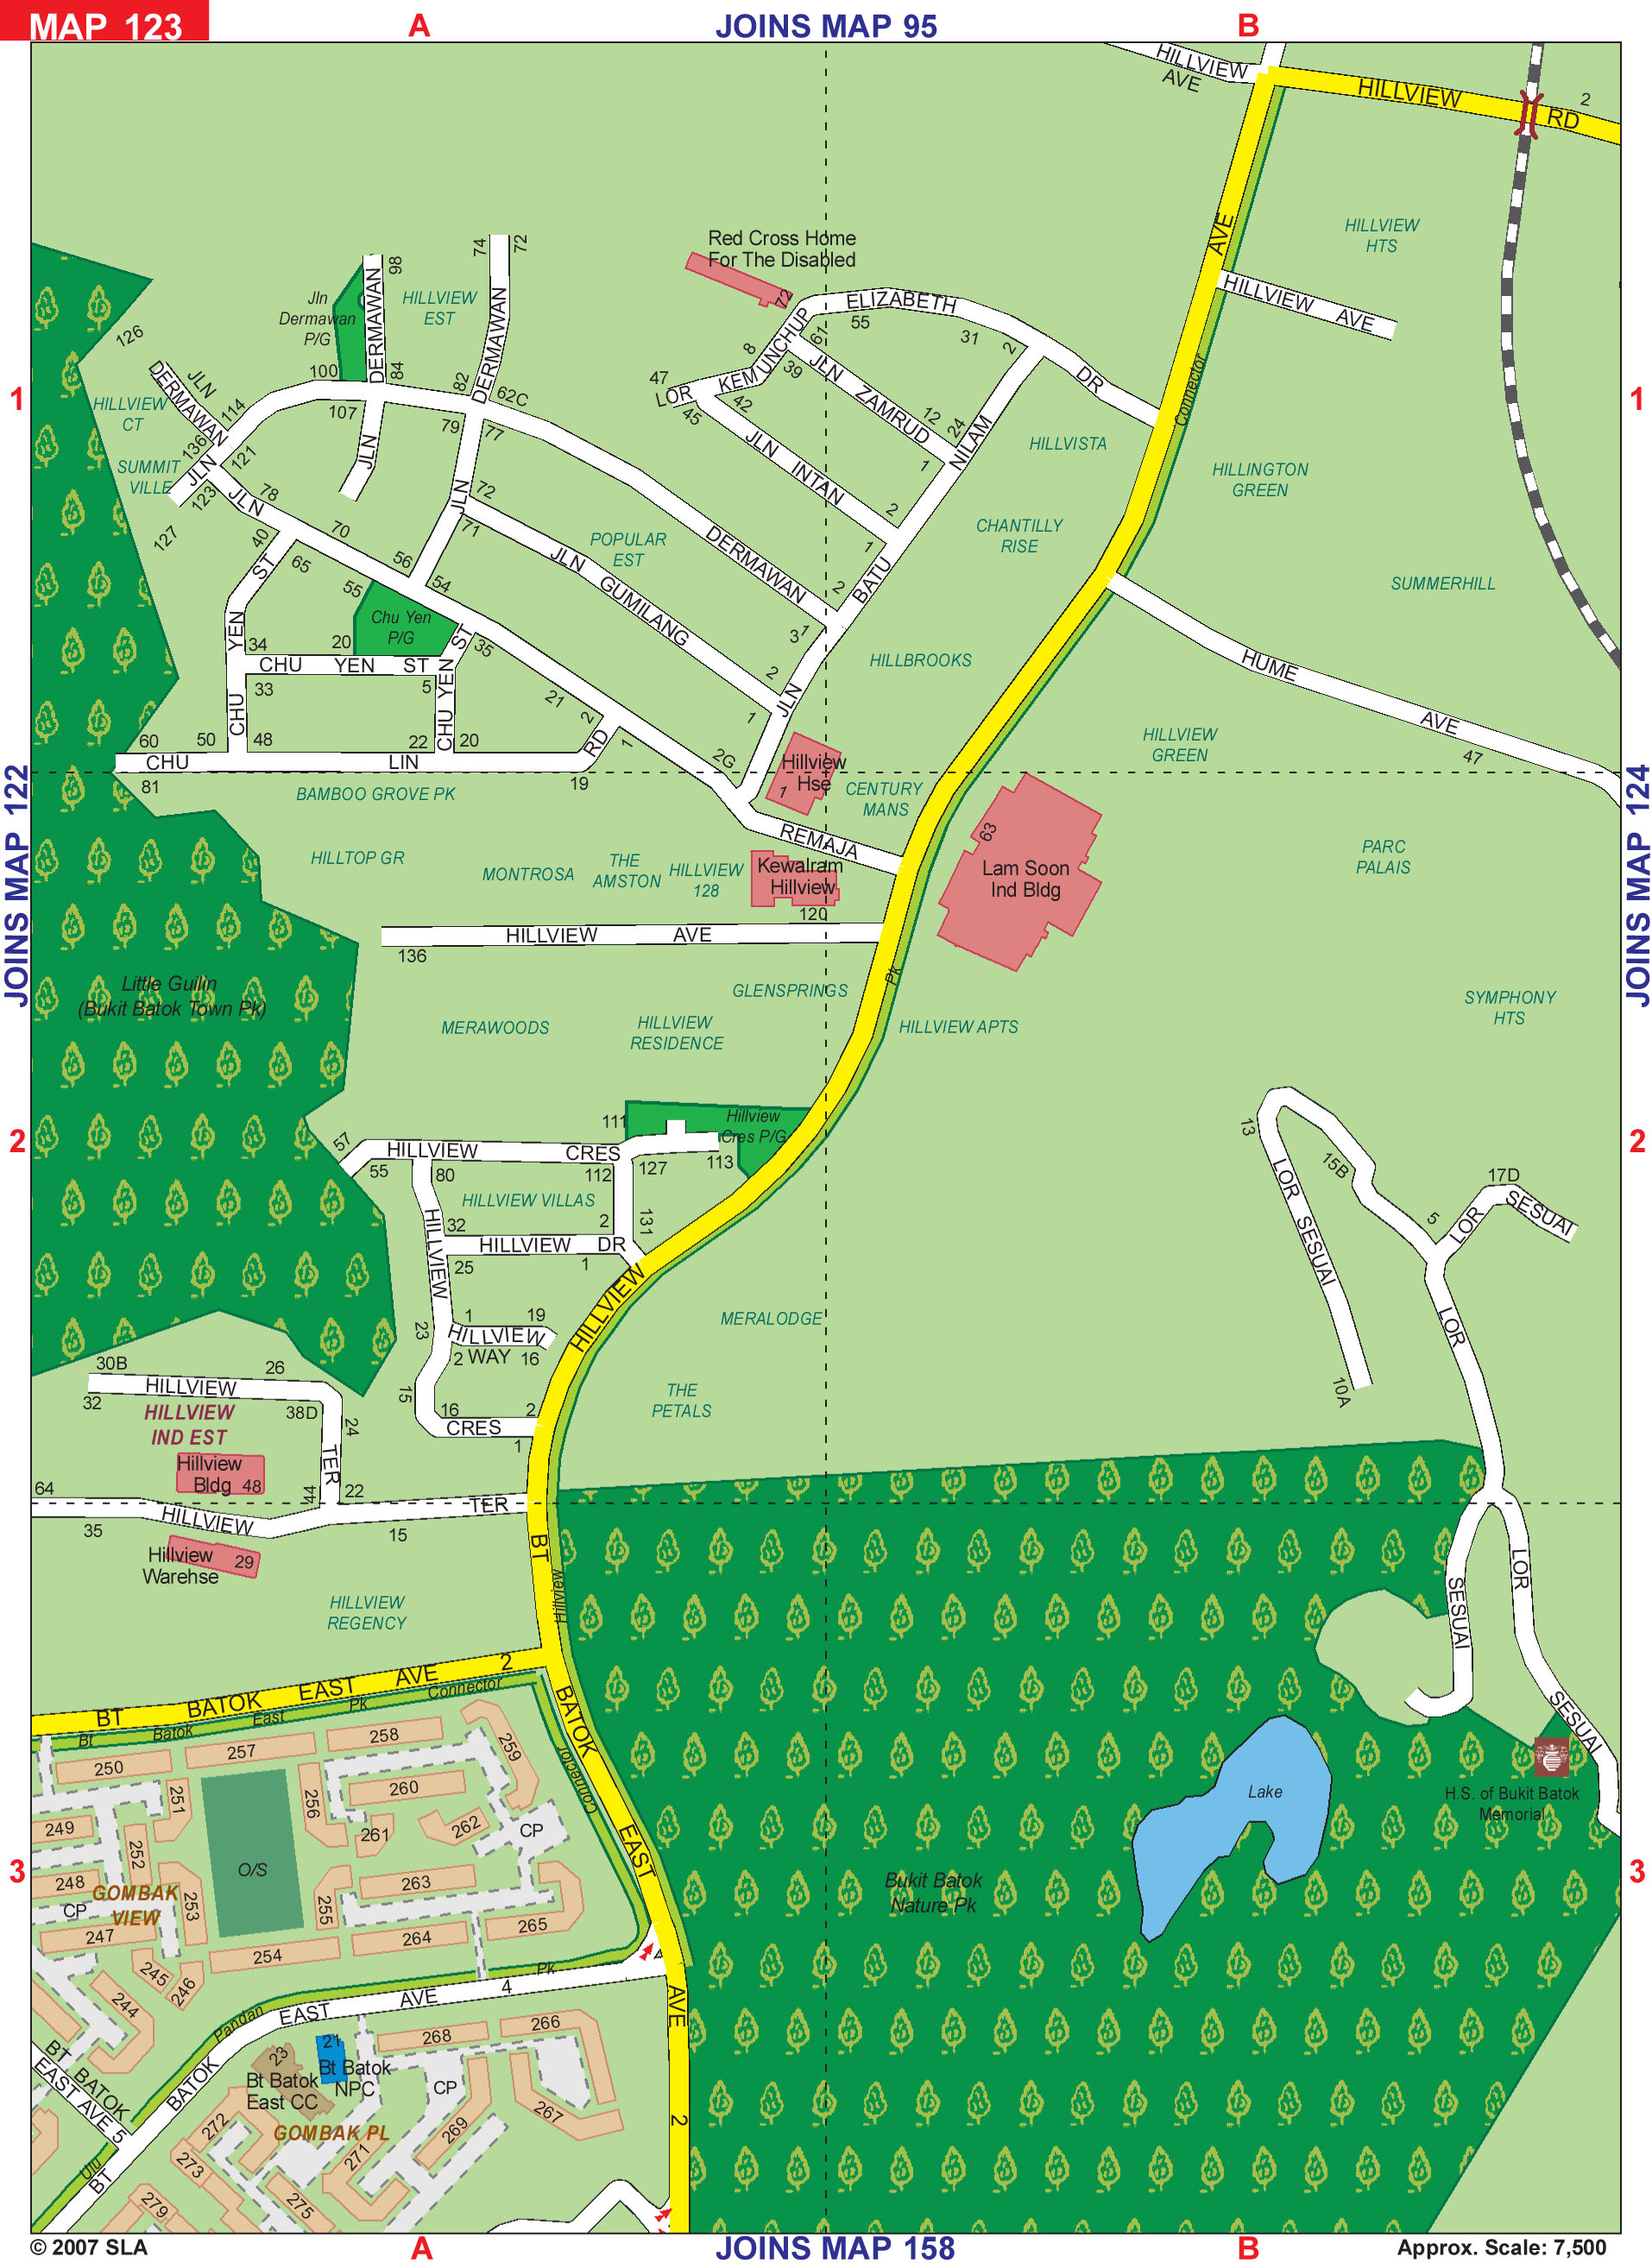 MAP 123
A
JOINS MAP 95
B
HILLVIEW
AVE
HILLVIEW
RD
2
AVE
HILLVIEW
HTS
HILLVIEW AVE
Red Cross Home
For The Disabled
72
ELIZABETH
55
31
2
DR
Connector
74
72
98
Jln
Dermawan
P/G
DERMAWAN
HILLVIEW
EST
DERMAWAN
126
JLN
DERMAWAN
100
84
82
62C
8
61
KEM UNCHUP
47
LOR
45
42
39
JLN ZAMRUD
12
24
1
NILAM
1
1
HILLVIEW
CT
114
107
79
77
136
121
JLN
SUMMIT
VILLE
JLN
123
127
JLN
78
JLN
72
71
JLN INTAN
2
1
HILLVISTA
HILLINGTON
GREEN
CHANTILLY
RISE
POPULAR
EST
40
70
65
56
54
55
ST
JLN GUMILANG
DERMAWAN
2
BATU
31
SUMMERHILL
YEN
Chu Yen
P/G
20
34
ST
35
CHU YEN ST
33
5
CHU
CHU YEN
21
2
2
1
JLN
HILLBROOKS
HUME
AVE
47
60
50
48
22
20
CHU LIN
RD
1
2G
81
19
Hillview
Hse
1
HILLVIEW
GREEN
BAMBOO GROVE PK
CENTURY
MANS
REMAJA
63
Lam Soon
Ind Bldg
HILLTOP GR
MONTROSA
THE
AMSTON
HILLVIEW
128
Kewalram
Hillview
120
PARC
PALAIS
JOINS MAP 122
JOINS MAP 124
HILLVIEW AVE
136
Pk
Little Guilin
(Bukit Batok Town Pk)
GLENSPRINGS
MERAWOODS
HILLVIEW
RESIDENCE
HILLVIEW APTS
SYMPHONY
HTS
2
2
111
Hillview
Cres P/G
57
55
HILLVIEW CRES
80
112
127
113
HILLVIEW VILLAS
131
32
2
HILLVIEW
HILLVIEW DR
25
1
HILLVIEW
13
LOR SESUAI
15B
17D
5
LOR SESUAI
LOR
10A
MERALODGE
1
19
23
HILLVIEW
2
WAY
16
15
16
2
CRES
1
THE
PETALS
30B
26
HILLVIEW
32
38D
24
HILLVIEW
IND EST
TER
Hillview
Bldg
48
64
44
22
TER
HILLVIEW
35
15
Hillview
Warehse
29
BT
Hillview
HILLVIEW
REGENCY
LOR
SESUAI
SESUAI
BT BATOK EAST AVE 2
Bt Batok East Pk Connector
BATOK
Connector
EAST
250
257
258
259
251
256
260
261
262
CP
249
252
O/S
263
248
CP
GOMBAK
VIEW
253
255
265
247
254
264
245
246
244
3
3
Lake
H.S. of Bukit Batok
Memorial
Bukit Batok
Nature Pk
Pk
EAST AVE 4
Pandan
AVE
2
268
266
21
23
Bt Batok
NPC
Bt Batok
East CC
CP
BT BATOK
EAST AVE 5
BATOK
272
GOMBAK PL
269
267
271
273
Ulu
BT
279
275
© 2007 SLA
A
JOINS MAP 158
B
Approx. Scale: 7,500